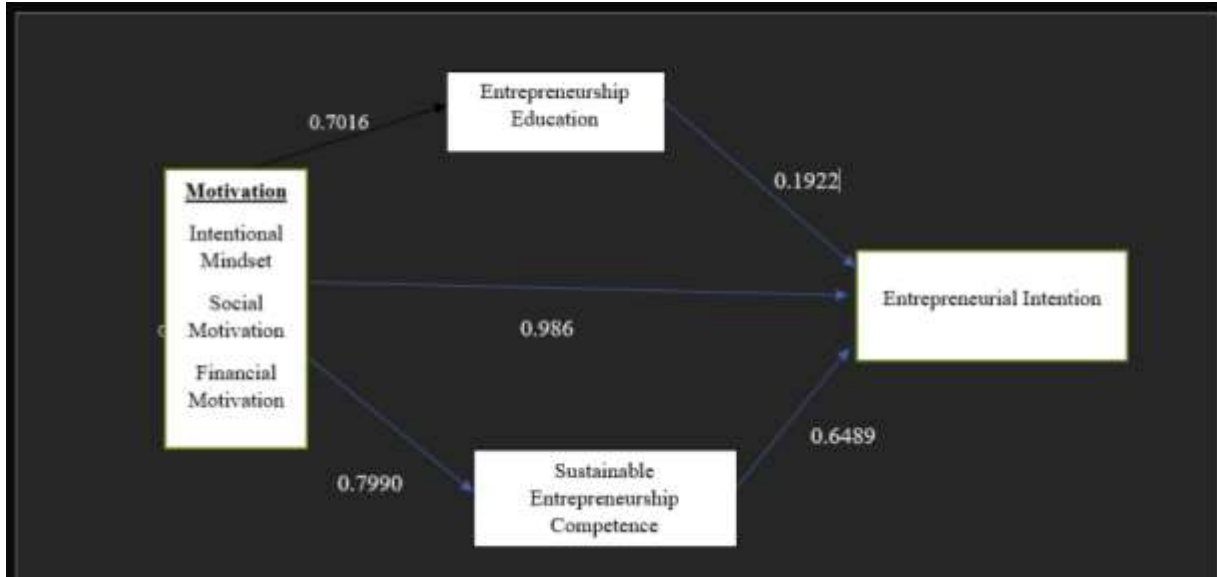 Entrepreneurship
Education
0.7016
0.1922
Motivation
Intentional
Mindset
Social
Motivation
Financial
Motivation
Entrepreneurial Intention
0.986
0.6489
0.7990
Sustainable
Entrepreneurship
Competence